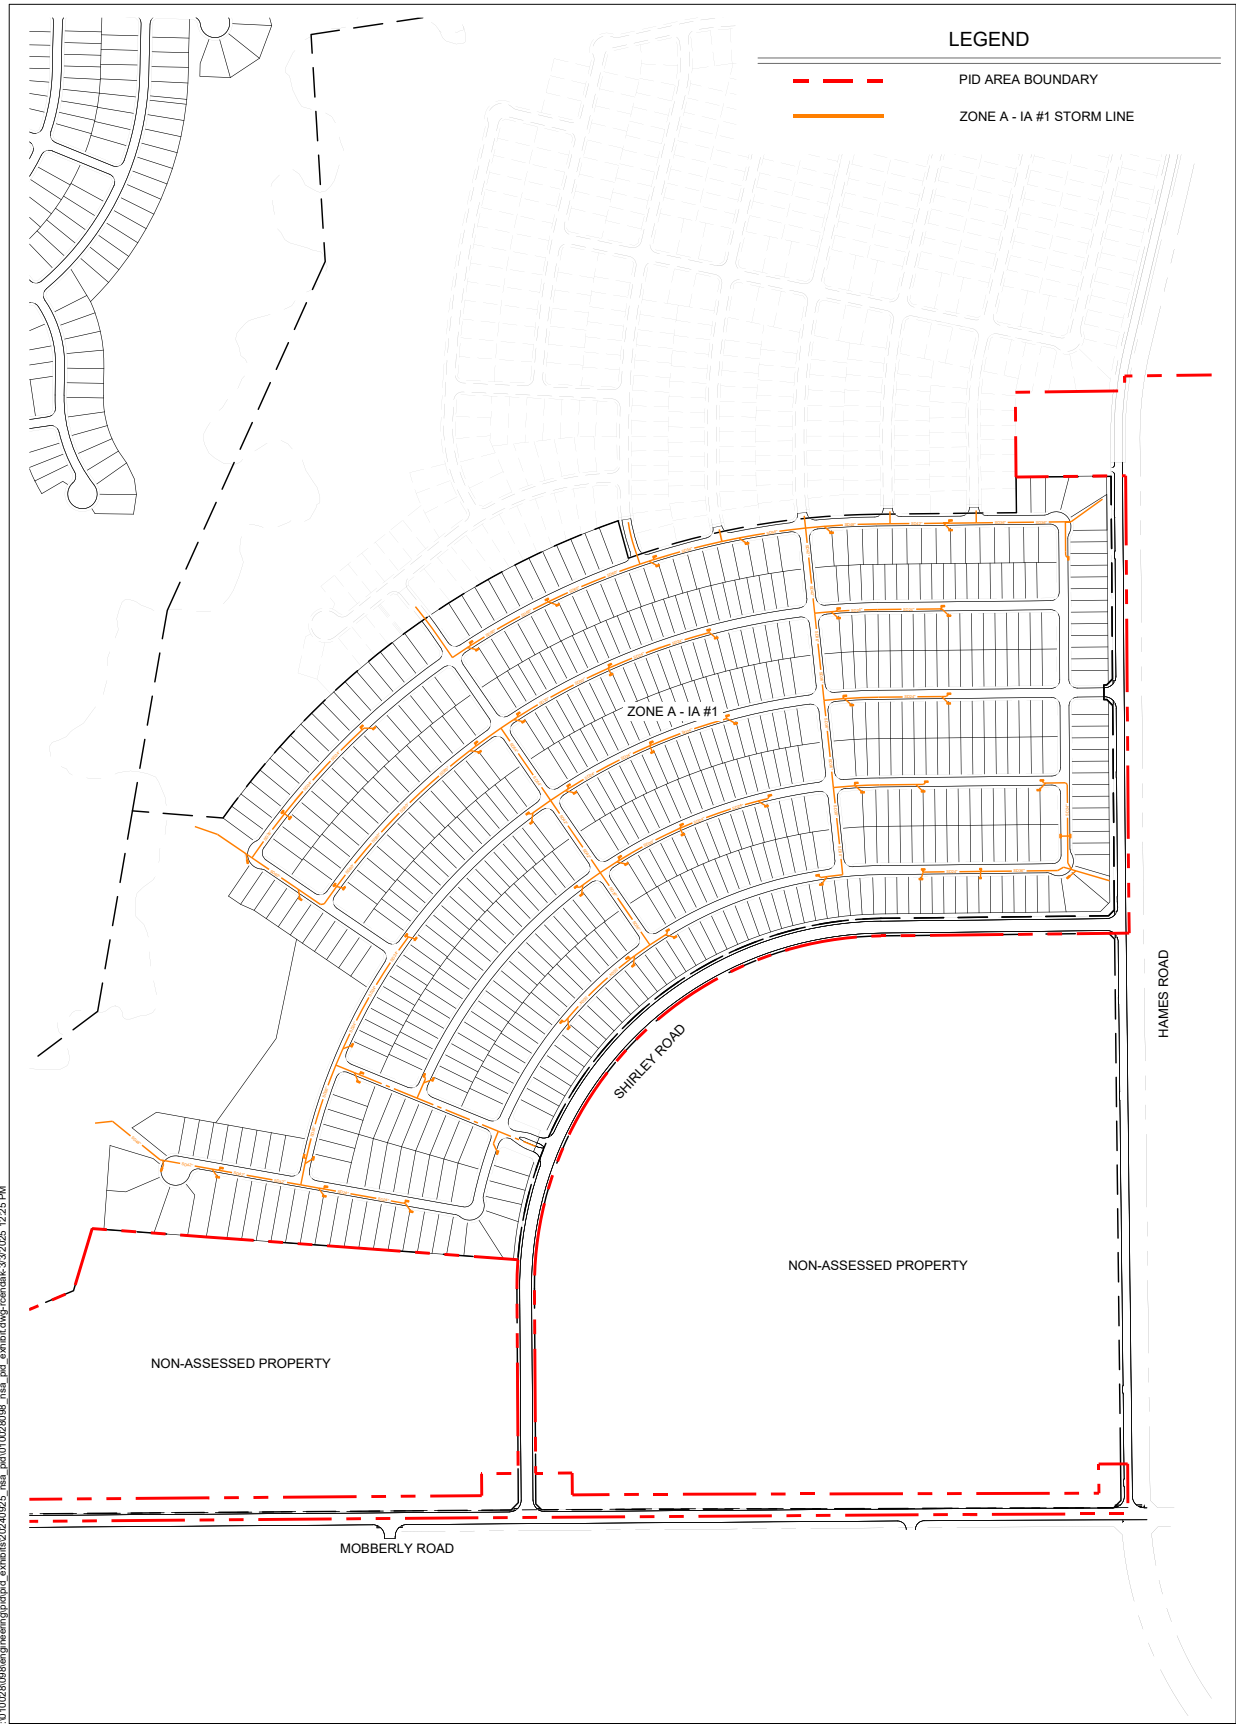 LEGEND
PID AREA BOUNDARY
ZONE A - IA #1 STORM LINE
ZONE A - IA #1
HAMES ROAD
SHIRLEY ROAD
NON-ASSESSED PROPERTY
NON-ASSESSED PROPERTY
MOBBERLY ROAD